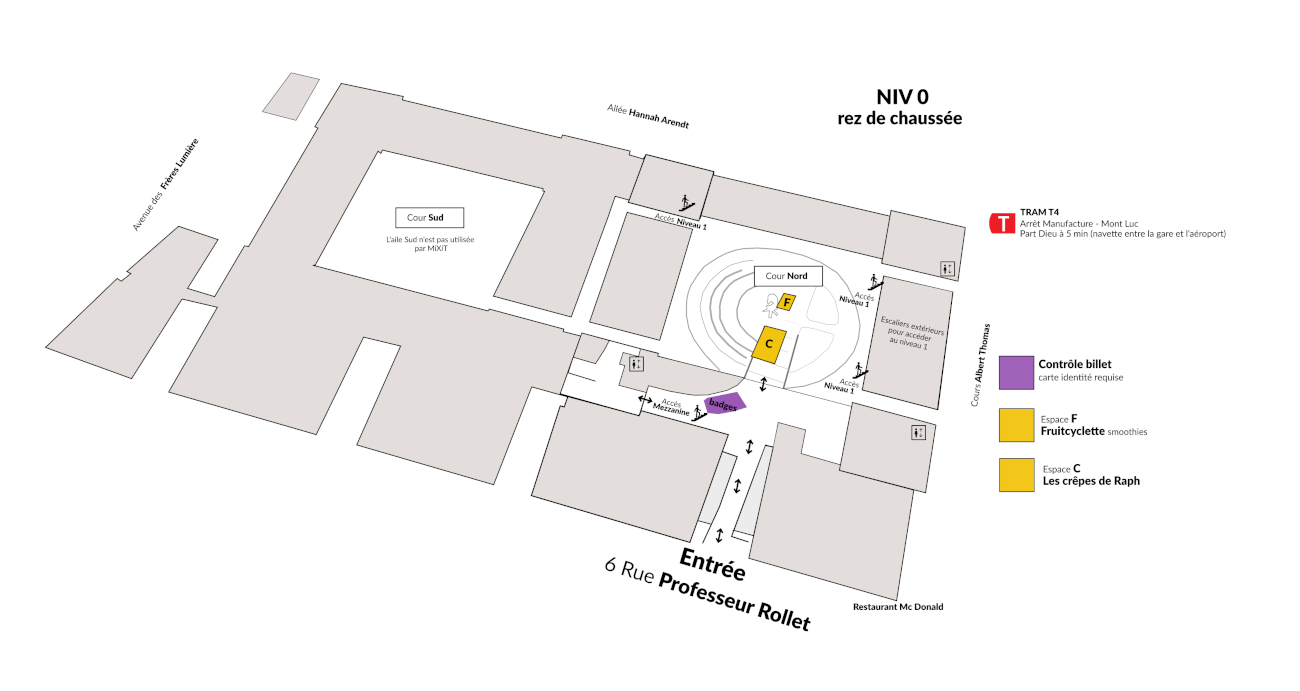 NIV 0
rez de chaussée
Allée Hannah Arendt
Avenue des Frères Lumière
Cour Sud
L'aile Sud n'est pas utilisée
par MiXiT
Accès Niveau 1
Cour Nord
F
C
Accès
Niveau 1
Escaliers extérieurs
pour accéder
au niveau 1
Accès
Niveau 1
Accès
Mezzanine
badges
Cours Albert Thomas
T
TRAM T4
Arrêt Manufacture - Mont Luc
Part Dieu à 5 min (navette entre la gare et l'aéroport)
Contrôle billet
carte identité requise
Espace F
Fruitcyclette smoothies
Espace C
Les crêpes de Raph
Entrée
6 Rue Professeur Rollet
Restaurant Mc Donald